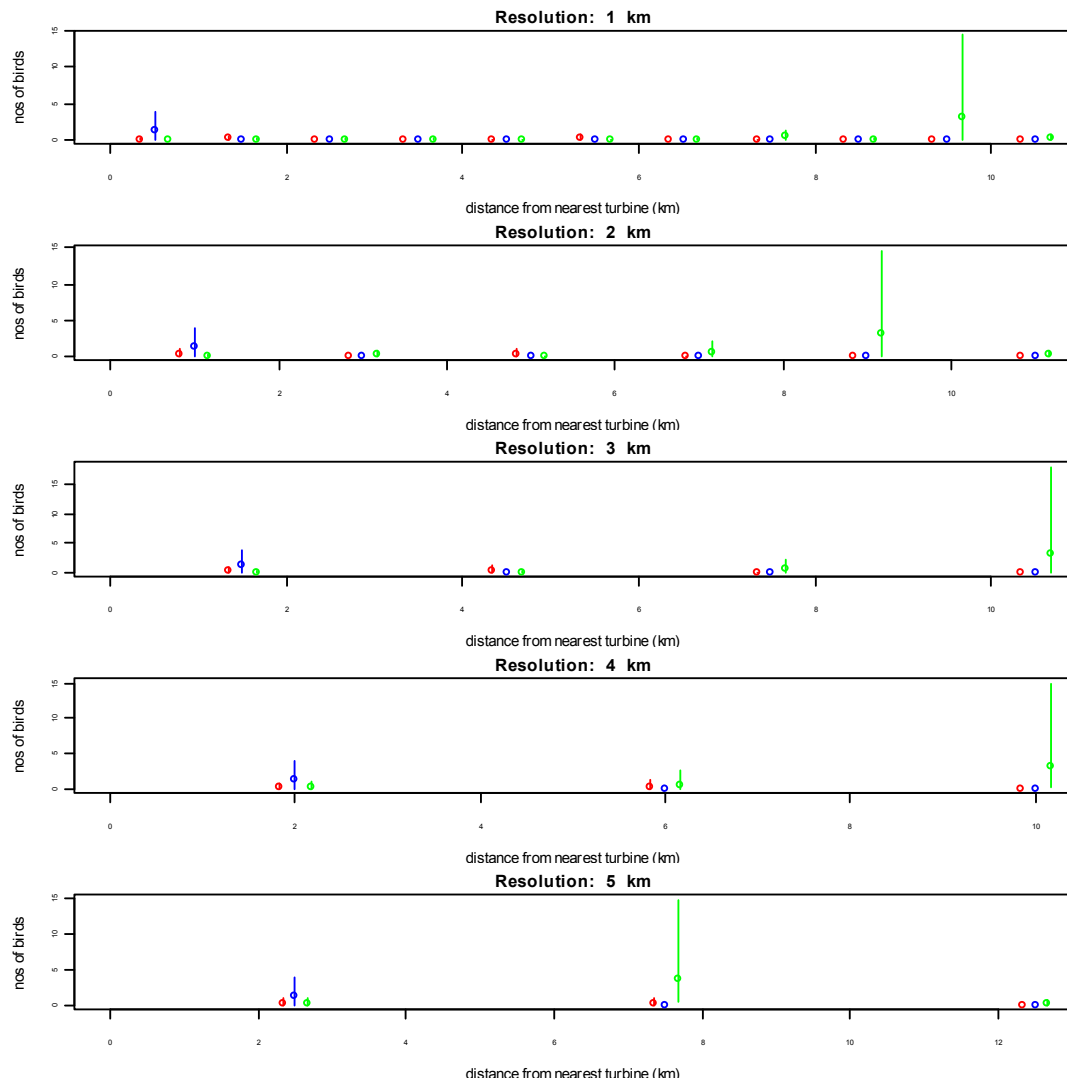 Resolution: 1 km
nos of birds
15
10
5
0
0 2 4 6 8 10
distance from nearest turbine (km)
Resolution: 2 km
nos of birds
15
10
5
0
0 2 4 6 8 10
distance from nearest turbine (km)
Resolution: 3 km
nos of birds
15
10
5
0
0 2 4 6 8 10
distance from nearest turbine (km)
Resolution: 4 km
nos of birds
15
10
5
0
0 2 4 6 8 10
distance from nearest turbine (km)
Resolution: 5 km
nos of birds
15
10
5
0
0 2 4 6 8 10 12
distance from nearest turbine (km)